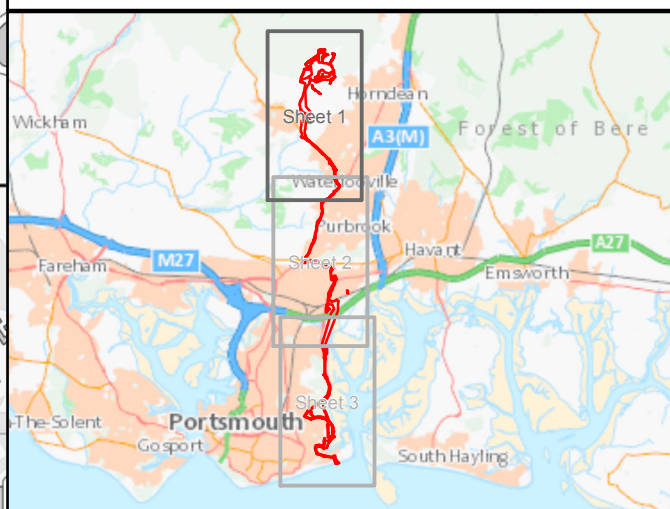 Horndean
Sheet 1
Wickham
A3(M)
Forest of Bere
Waterlooville
Purbrook
Havant
A27
M27
Sheet 2
Fareham
Emsworth
Sheet 3
n-The-Solent
Portsmouth
Gosport
South Hayling